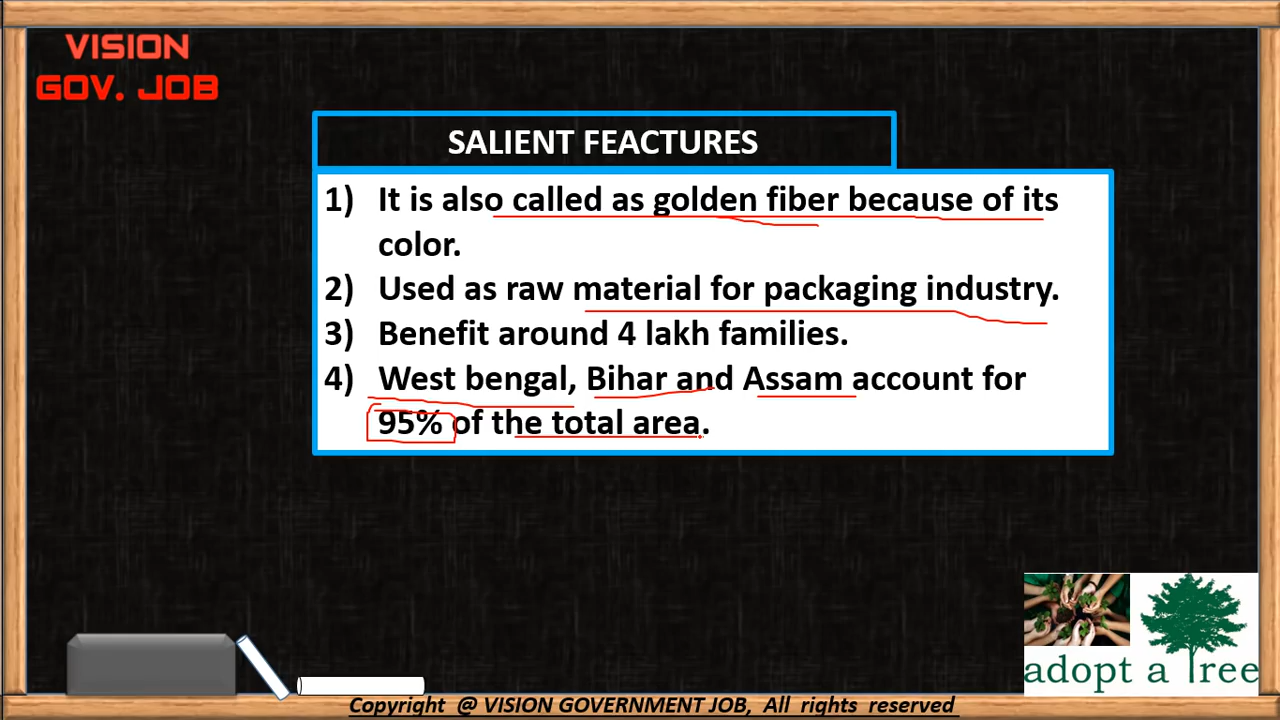 VISION
GOV. JOB
SALIENT FEACTURES
1) It is also called as golden fiber because of its
color.
2) Used as raw material for packaging industry.
3) Benefit around 4 lakh families.
4) West bengal, Bihar and Assam account for
95% of the total area.
adopt a Tree
Copyright @ VISION GOVERNMENT JOB, All rights reserved